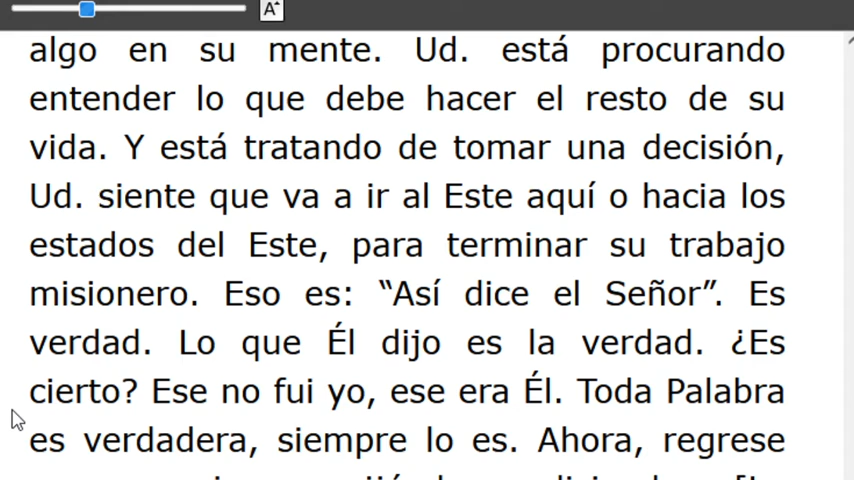 A
algo en su mente. Ud. está procurando
entender lo que debe hacer el resto de su
vida. Y está tratando de tomar una decisión,
Ud. siente que va a ir al Este aquí o hacia los
estados del Este, para terminar su trabajo
misionero. Eso es: “Así dice el Señor”. Es
verdad. Lo que Él dijo es la verdad. ¿Es
cierto? Ese no fui yo, ese era Él. Toda Palabra
es verdadera, siempre lo es. Ahora, regrese